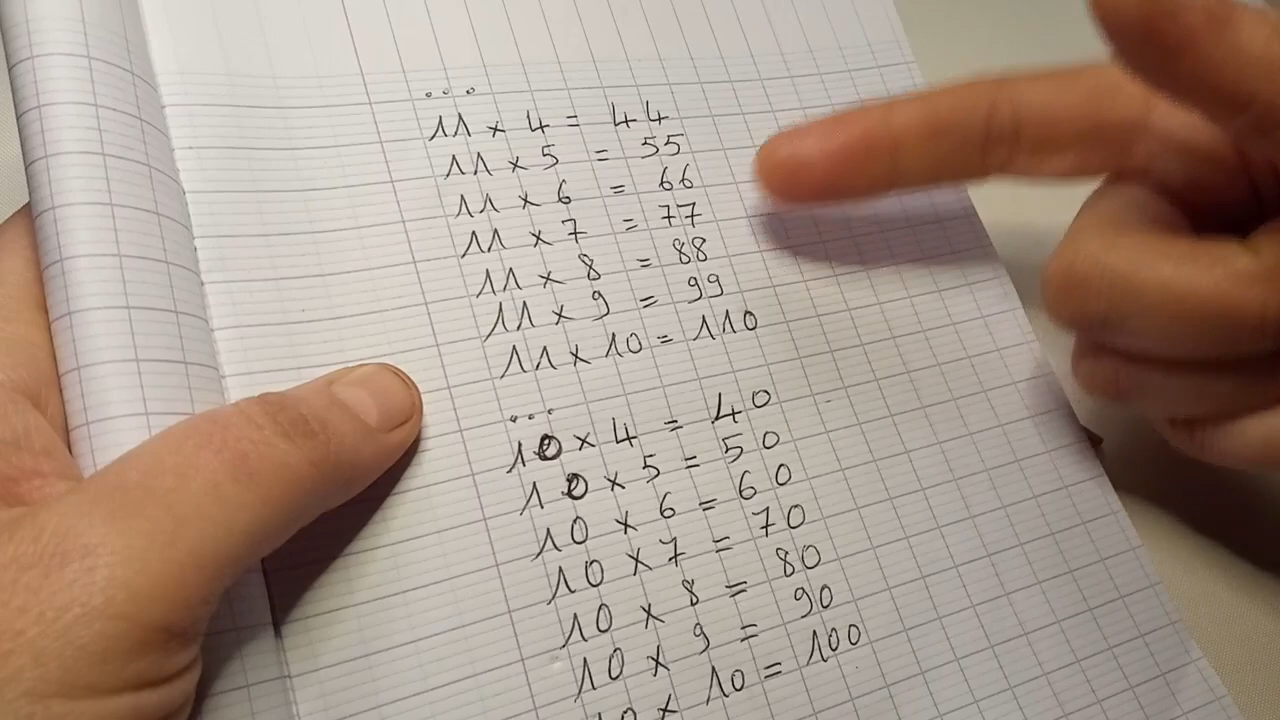 ...
11 x 4 = 44
11 x 5 = 55
11 x 6 = 66
11 x 7 = 77
11 x 8 = 88
11 x 9 = 99
11 x 10 = 110
...
10 x 4 = 40
10 x 5 = 50
10 x 6 = 60
10 x 7 = 70
10 x 8 = 80
10 x 9 = 90
10 x 10 = 100